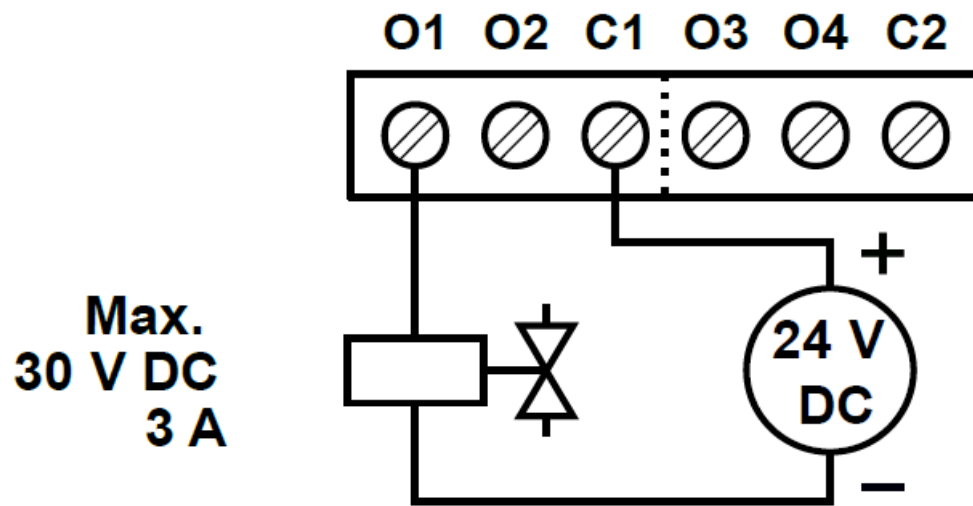 O1 O2 C1 O3 O4 C2
+
Max.
30 V DC
3 A
24 V
DC
−